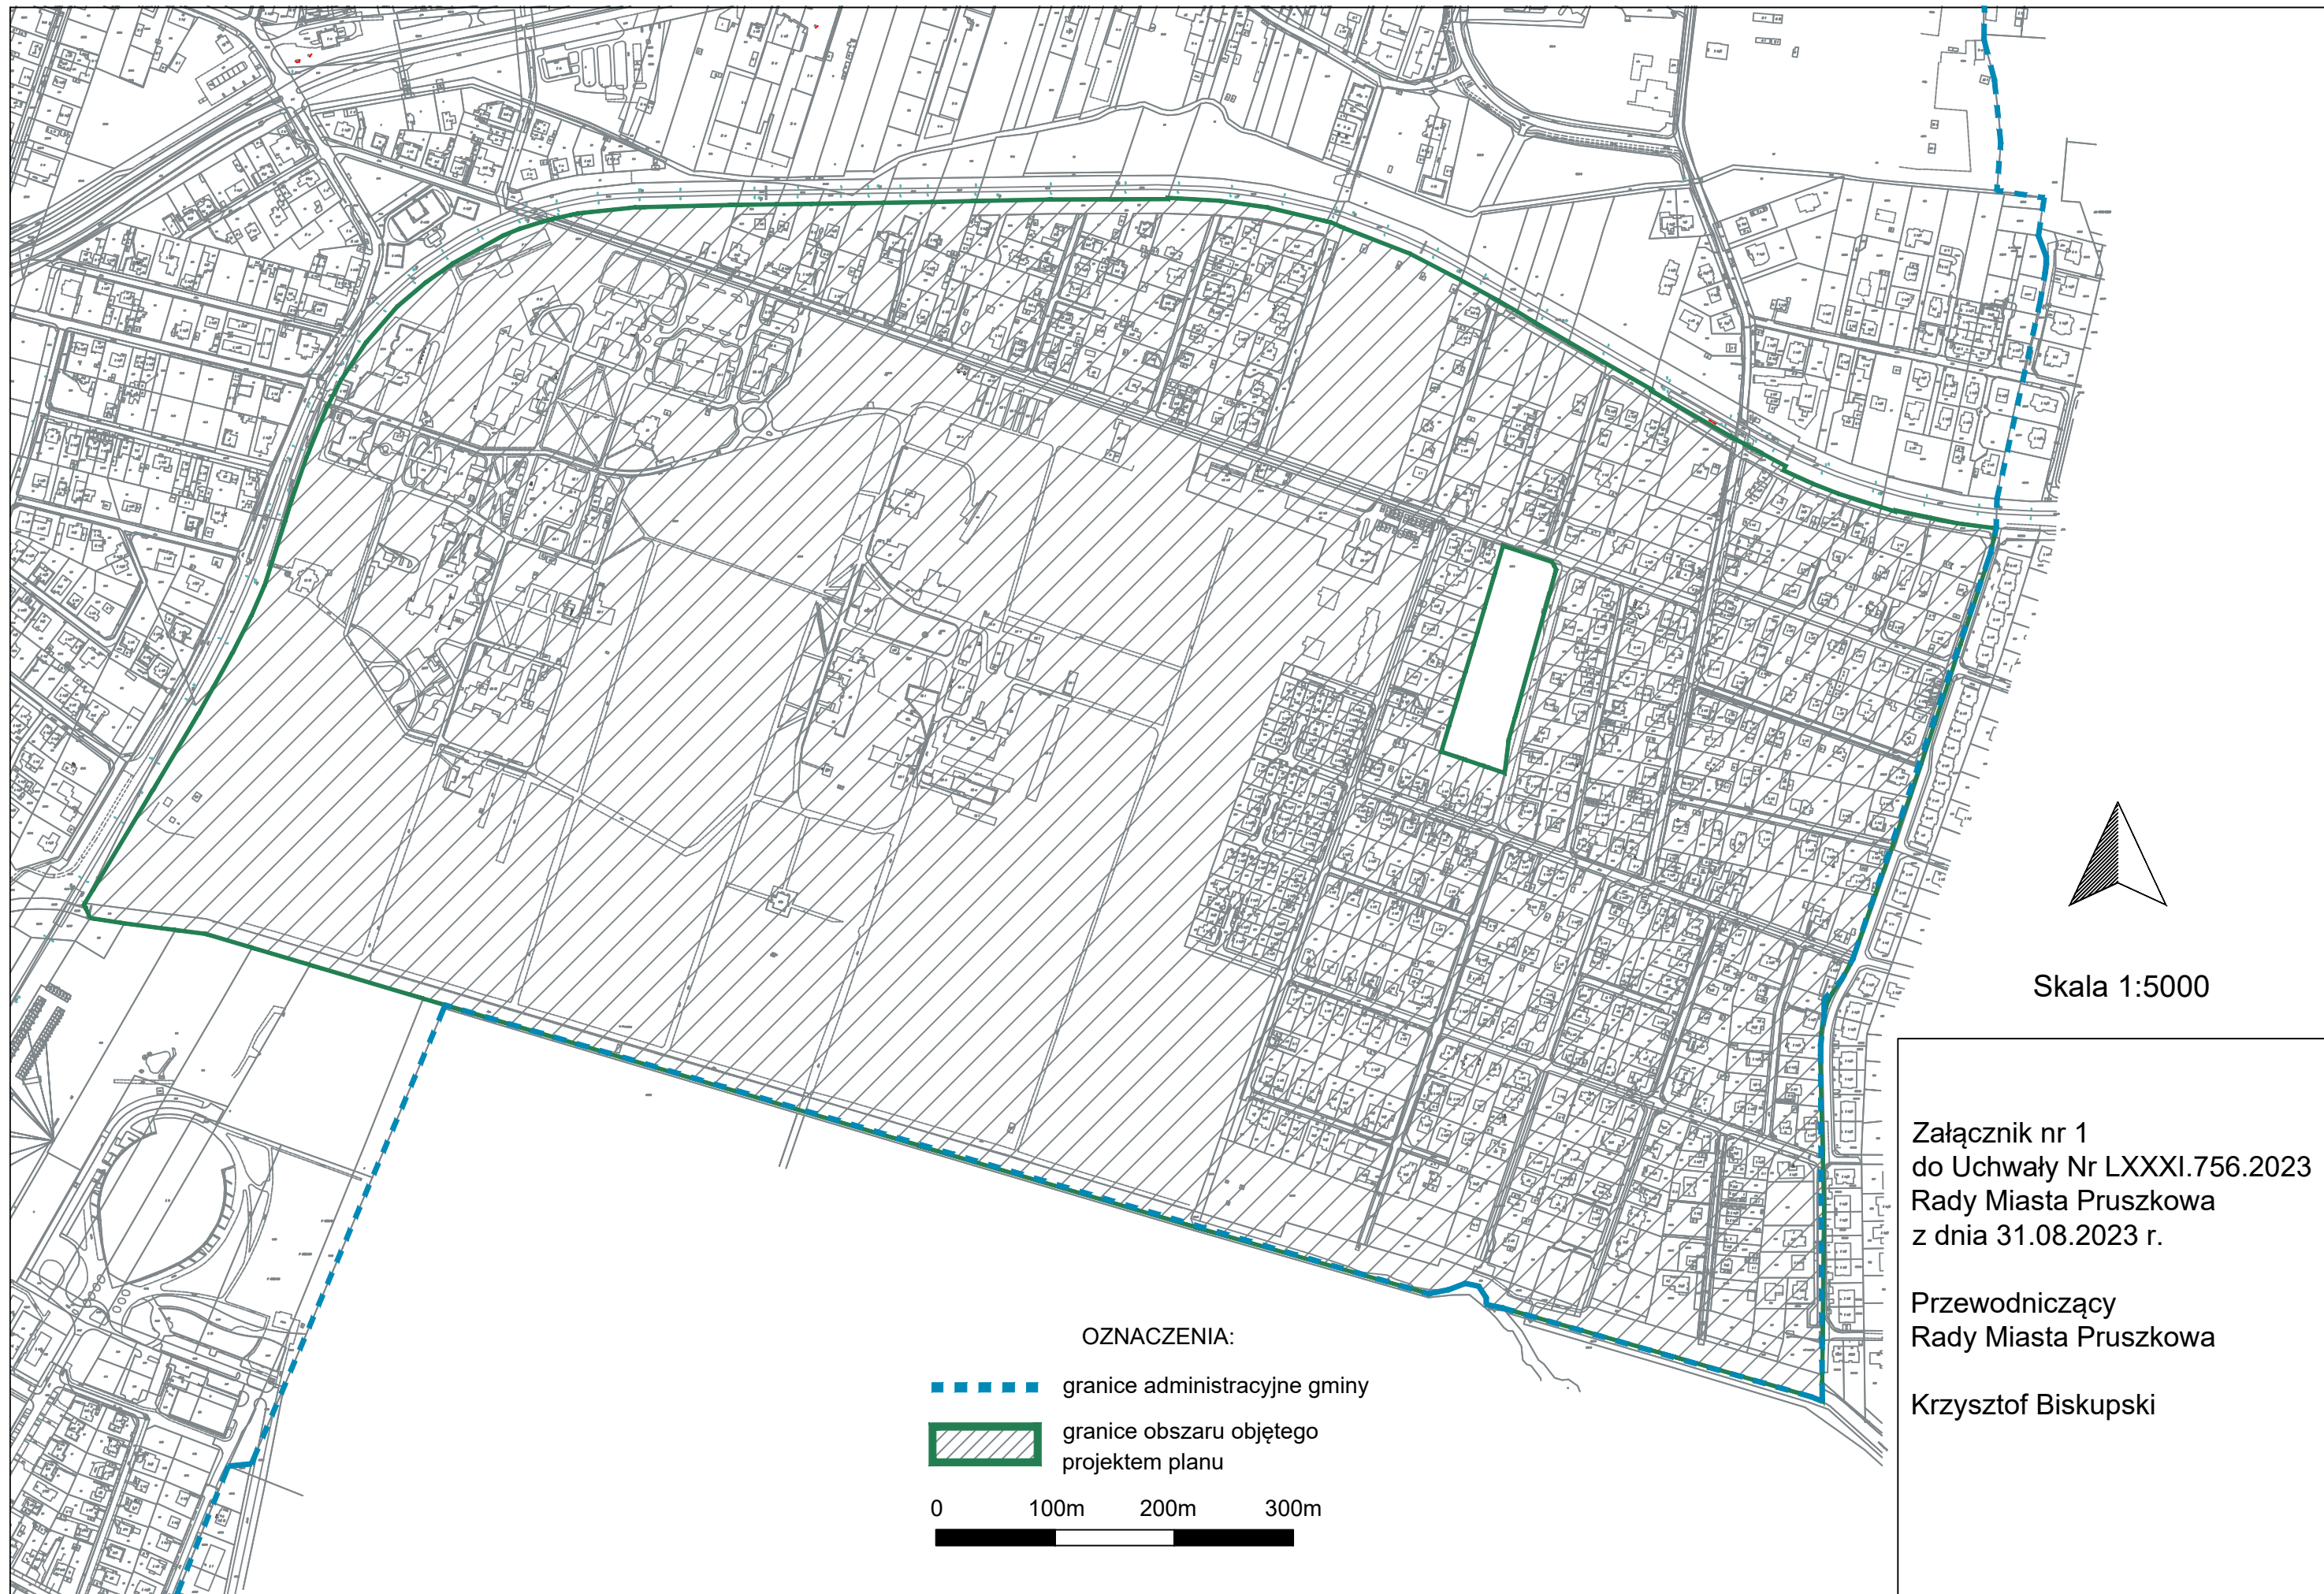 Skala 1:5000
Załącznik nr 1
do Uchwały Nr LXXXI.756.2023
Rady Miasta Pruszkowa
z dnia 31.08.2023 r.
Przewodniczący
Rady Miasta Pruszkowa
Krzysztof Biskupski
OZNACZENIA:
granice administracyjne gminy
granice obszaru objętego
projektem planu
0 100m 200m 300m